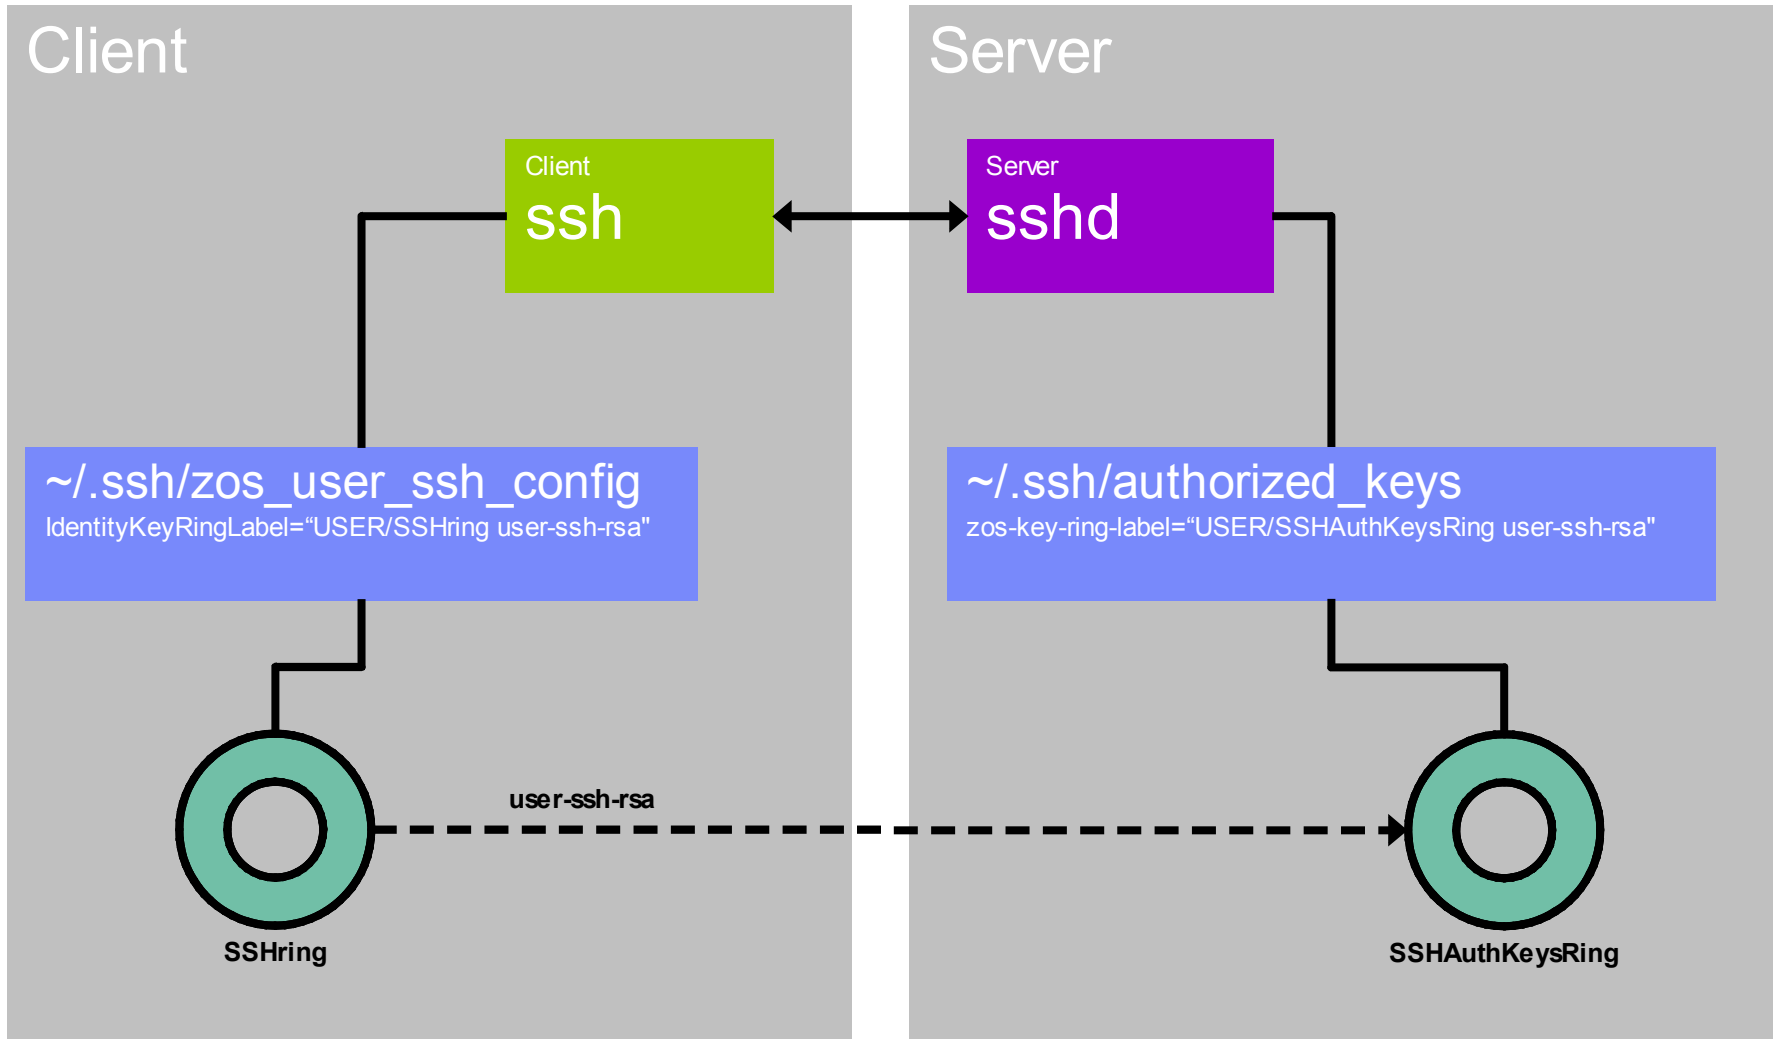 Client
Server
Client
ssh
Server
sshd
~/.ssh/zos_user_ssh_config
IdentityKeyRingLabel=“USER/SSHring user-ssh-rsa"
~/.ssh/authorized_keys
zos-key-ring-label=“USER/SSHAuthKeysRing user-ssh-rsa"
user-ssh-rsa
SSHring
SSHAuthKeysRing